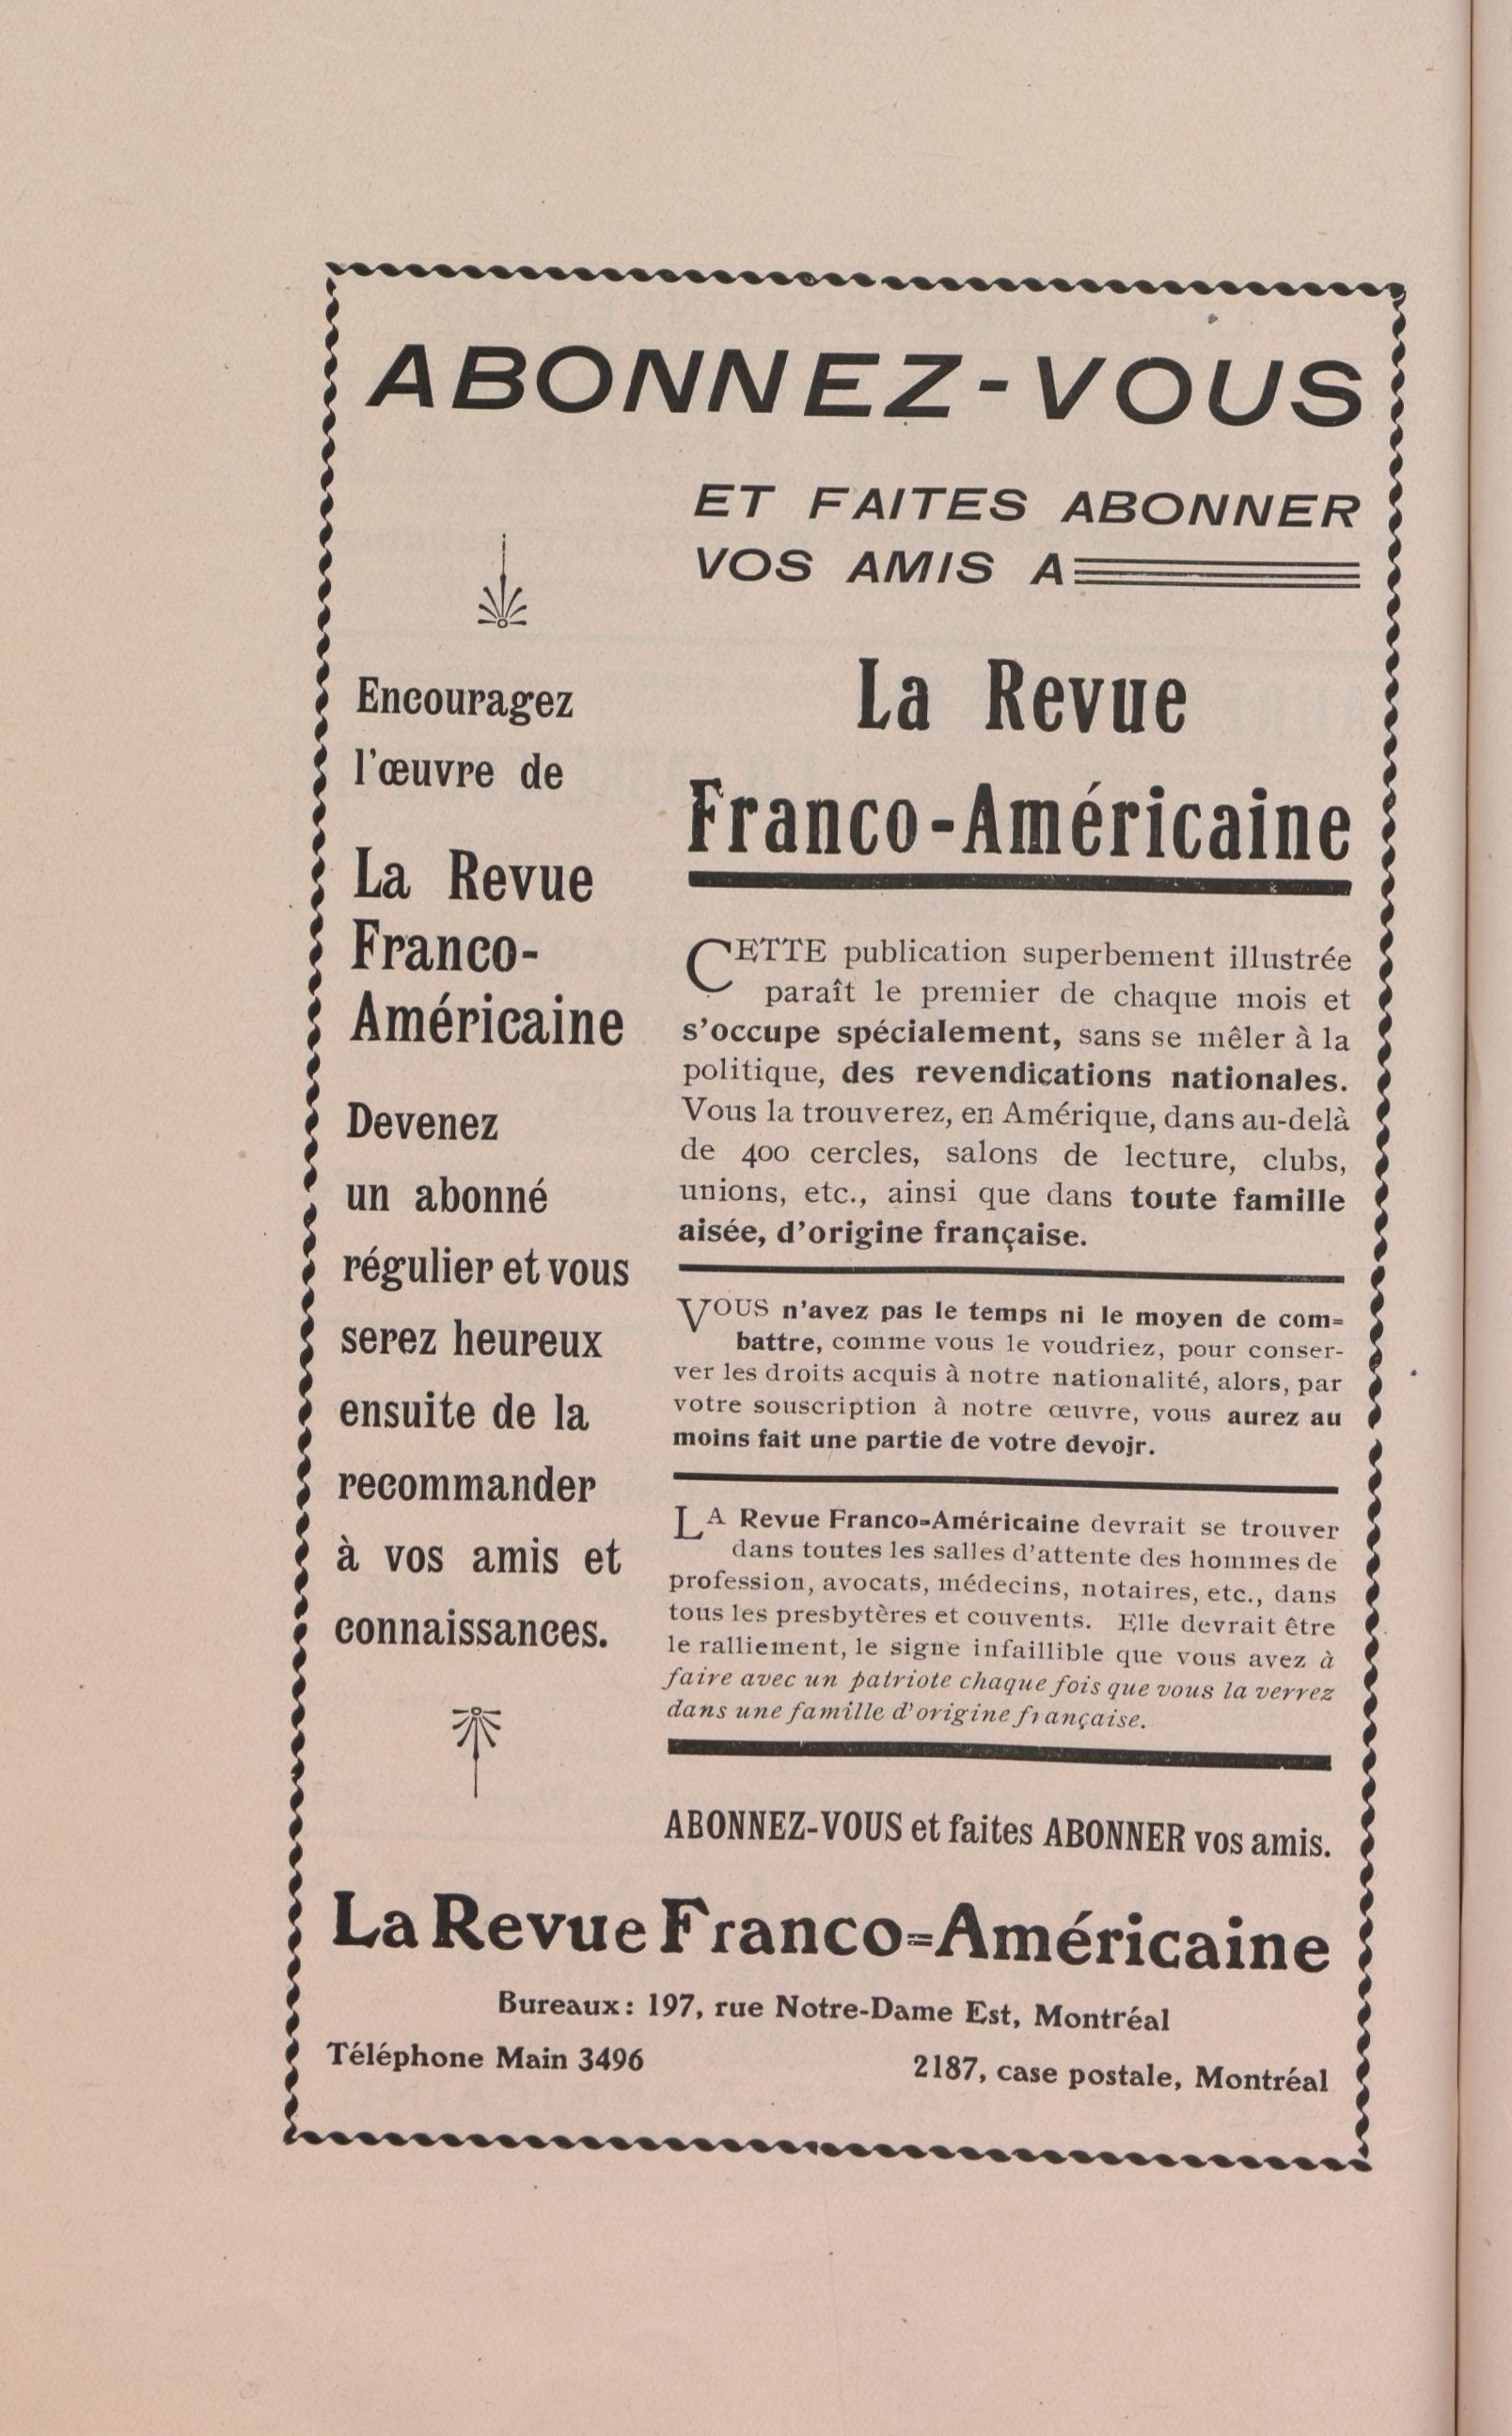 ABONNEZ-VOUS
ET FAITES ABONNER
VOS AMIS A
Encouragez
l'œuvre de
La Revue
Franco-
Américaine
Devenez
un abonné
régulier et vous
serez heureux
ensuite de la
recommander
à vos amis et
connaissances.
La Revue
Franco-Américaine
CETTE publication superbement illustrée
paraît le premier de chaque mois et
s'occupe spécialement, sans se mêler à la
politique, des revendications nationales.
Vous la trouverez, en Amérique, dans au-delà
de 400 cercles, salons de lecture, clubs,
unions, etc., ainsi que dans toute famille
aisée, d'origine française.
VOUS n'avez pas le temps ni le moyen de com-
battre, comme vous le voudriez, pour conser-
ver les droits acquis à notre nationalité, alors, par
votre souscription à notre œuvre, vous aurez au
moins fait une partie de votre devoir.
LA Revue Franco-Américaine devrait se trouver
dans toutes les salles d'attente des hommes de
profession, avocats, médecins, notaires, etc., dans
tous les presbytères et couvents. Elle devrait être
le ralliement, le signe infaillible que vous avez à
faire avec un patriote chaque fois que vous la verrez
dans une famille d'origine française.
ABONNEZ-VOUS et faites ABONNER vos amis.
La Revue Franco-Américaine
Bureaux: 197, rue Notre-Dame Est, Montréal
Téléphone Main 3496 2187, case postale, Montréal